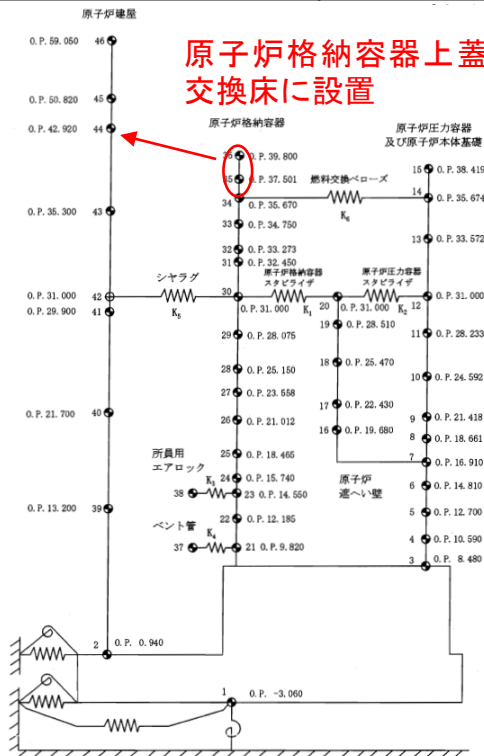 原子炉建屋
O.P. 59.050 46
原子炉格納容器上蓋
交換床に設置
O.P. 50.820 45
O.P. 42.920 44
原子炉格納容器
原子炉圧力容器
及び原子炉本体基礎
36 O.P. 39.800
35 O.P. 37.501
燃料交換ベローズ
15 O.P. 38.419
34 O.P. 35.670
K6
14 O.P. 35.674
O.P. 35.300 43
33 O.P. 34.750
13 O.P. 33.572
32 O.P. 33.273
31 O.P. 32.450
シヤラグ
原子炉格納容器
スタビライザ
原子炉圧力容器
スタビライザ
O.P. 31.000 42
K5
30 O.P. 31.000
K1
20 O.P. 31.000
K2
12 O.P. 31.000
O.P. 29.900 41
19 O.P. 28.510
29 O.P. 28.075
11 O.P. 28.233
28 O.P. 25.150
18 O.P. 25.470
10 O.P. 24.592
27 O.P. 23.558
17 O.P. 22.430
O.P. 21.700 40
26 O.P. 21.012
9 O.P. 21.418
16 O.P. 19.680
8 O.P. 18.661
25 O.P. 18.465
7 O.P. 16.910
所員用
エアロック
K3
24 O.P. 15.740
原子炉
遮へい壁
38
23 O.P. 14.550
6 O.P. 14.810
O.P. 13.200 39
5 O.P. 12.700
22 O.P. 12.185
ベント管
K4
4 O.P. 10.590
37
21 O.P. 9.820
3 O.P. 8.480
2 O.P. 0.940
1 O.P. -3.060